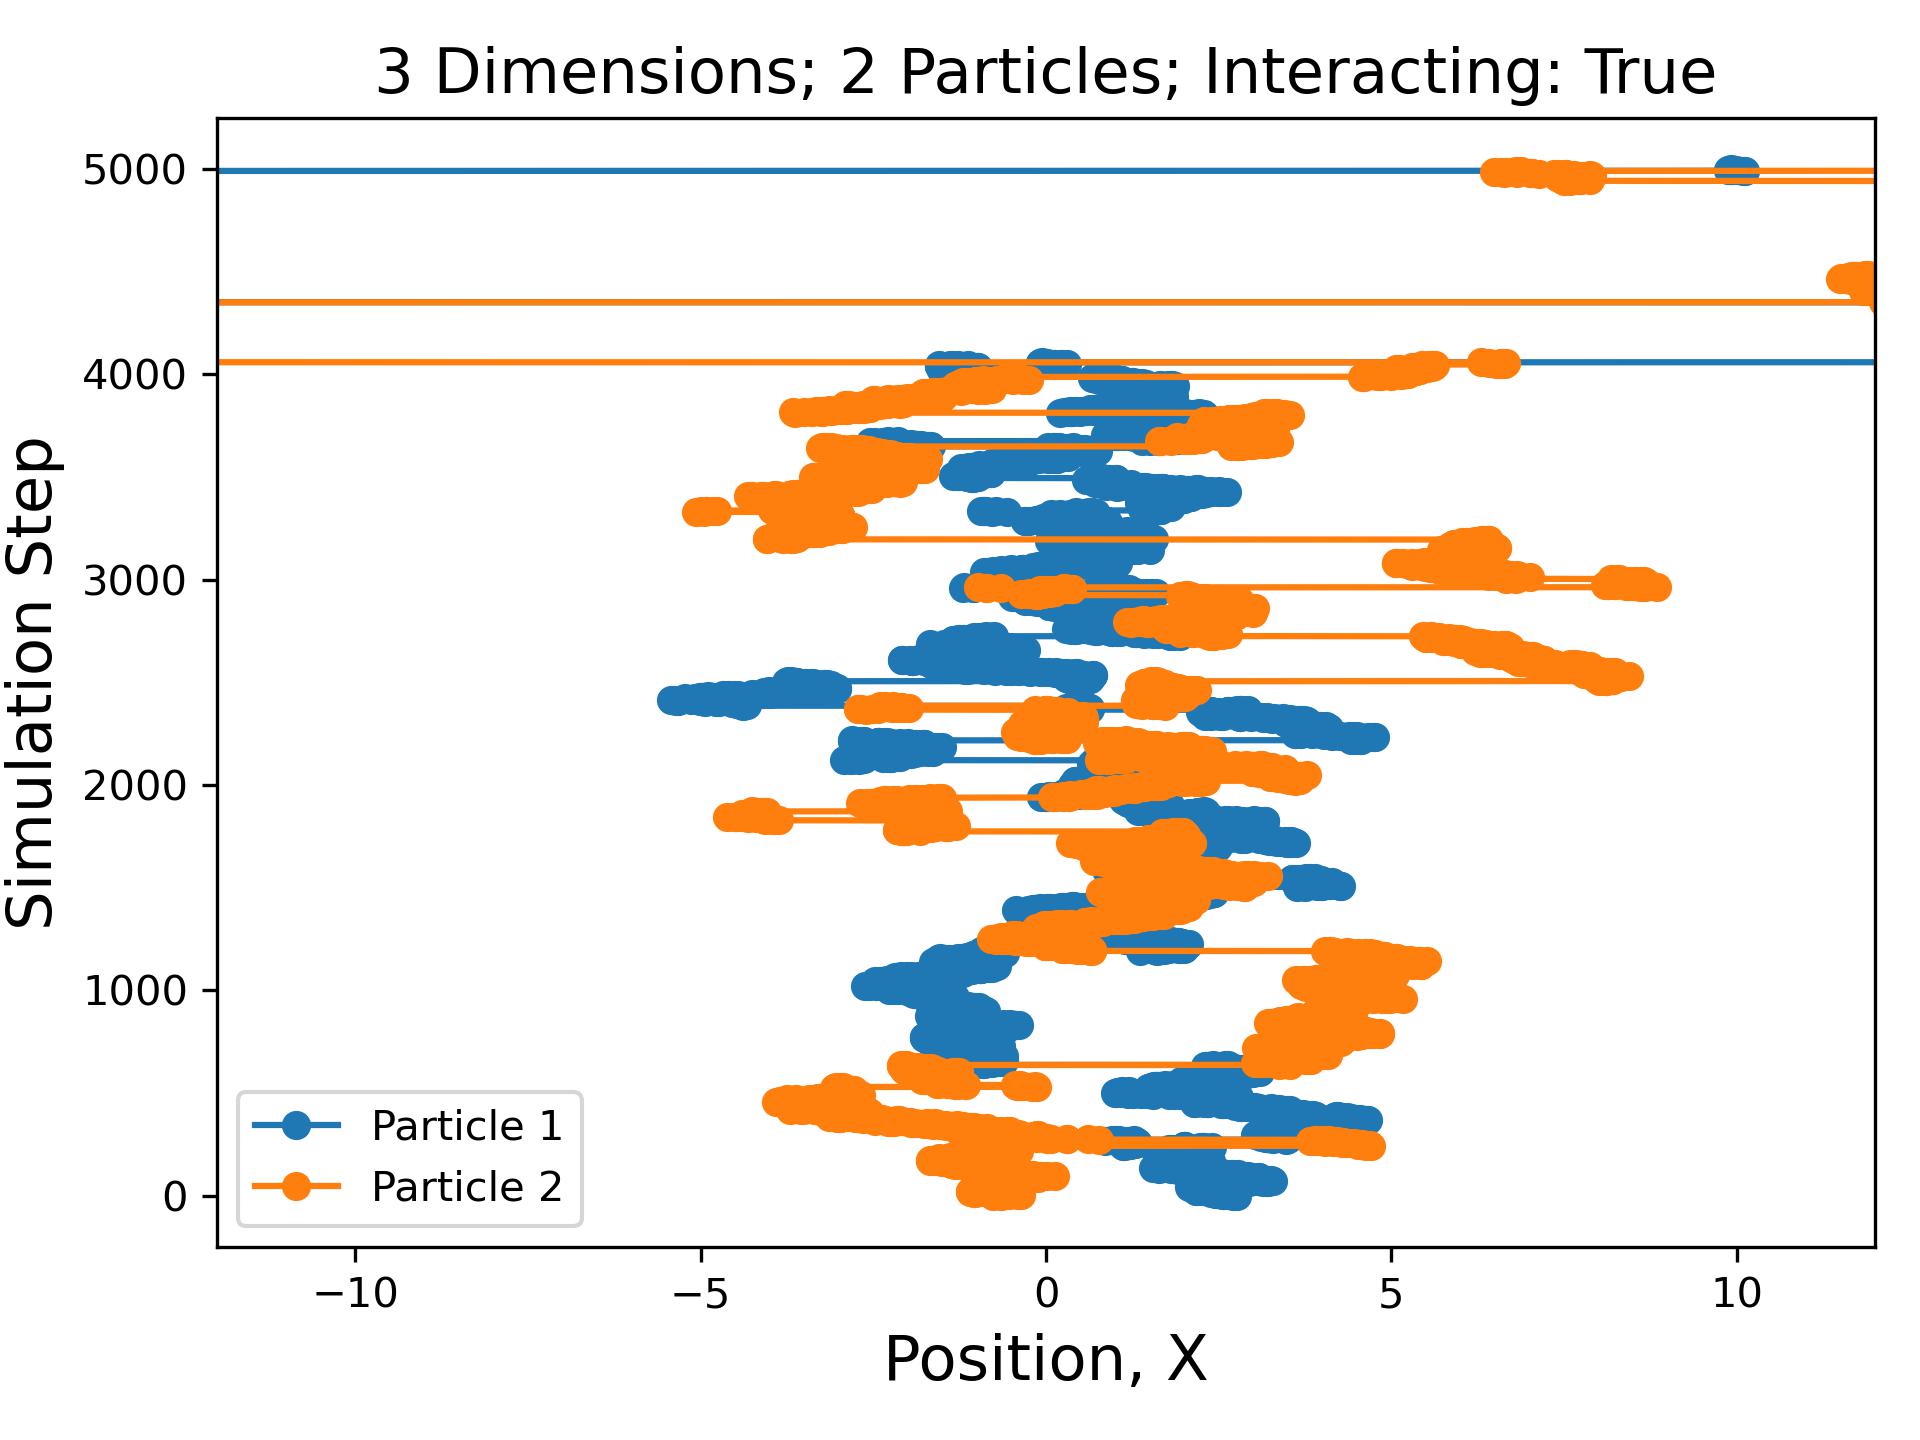 3 Dimensions; 2 Particles; Interacting: True
5000
4000
3000
2000
1000
0
Simulation Step
Particle 1
Particle 2
−10
−5
0
5
10
Position, X